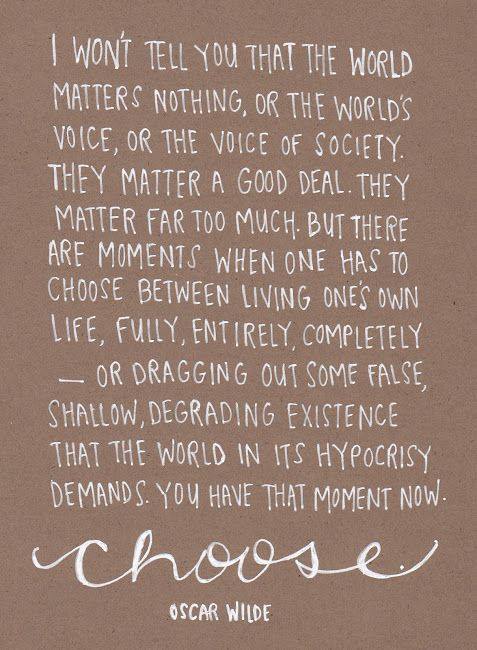 I WON'T TELL YOU THAT THE WORLD
MATTERS NOTHING, OR THE WORLD'S
VOICE, OR THE VOICE OF SOCIETY.
THEY MATTER A GOOD DEAL. THEY
MATTER FAR TOO MUCH. BUT THERE
ARE MOMENTS WHEN ONE HAS TO
CHOOSE BETWEEN LIVING ONE'S OWN
LIFE, FULLY, ENTIRELY, COMPLETELY
— OR DRAGGING OUT SOME FALSE,
SHALLOW, DEGRADING EXISTENCE
THAT THE WORLD IN ITS HYPOCRISY
DEMANDS. YOU HAVE THAT MOMENT NOW.
choose.
OSCAR WILDE